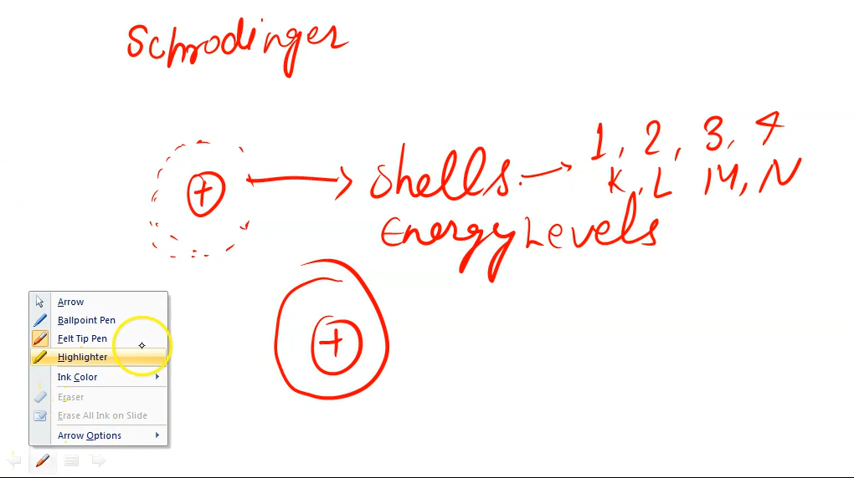 Schrodinger
1, 2, 3, 4
+ shells. K, L M, N
Energy Levels
+
Arrow
Ballpoint Pen
Felt Tip Pen
Highlighter
Ink Color
Eraser
Erase All Ink on Slide
Arrow Options